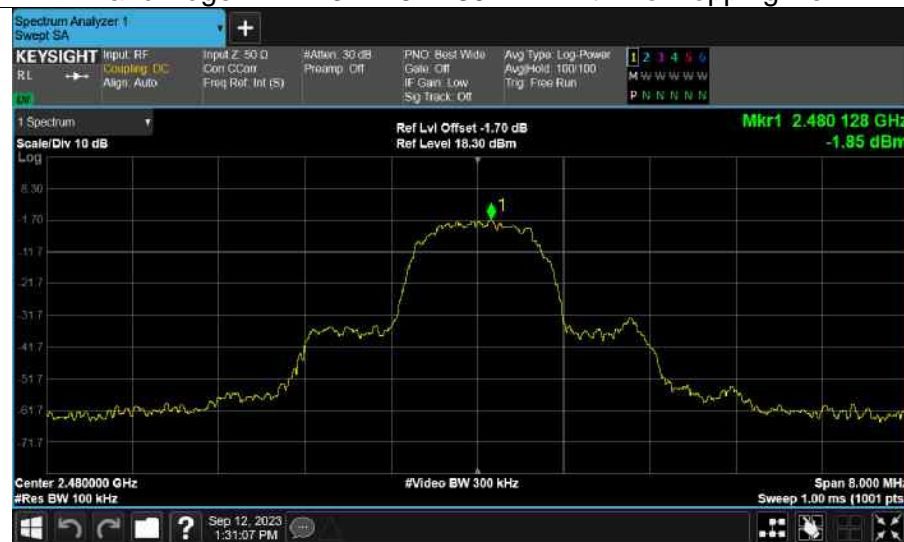 Spectrum Analyzer 1
Swept SA
+
KEYSIGHT
RL
Input: RF
Coupling: DC
Align: Auto
Input Z: 50 Ω
Corr CCorr
Freq Ref: Int (S)
#Atten: 30 dB
Preamp: Off
PNO: Best Wide
Gate: Off
IF Gain: Low
Sig Track: Off
Avg Type: Log-Power
Avg|Hold: 100/100
Trig: Free Run
1 2 3 4 5 6
M W W W W W
P N N N N N
1 Spectrum
Scale/Div 10 dB
Log
Ref Lvl Offset -1.70 dB
Ref Level 18.30 dBm
Mkr1 2.480 128 GHz
-1.85 dBm
8.30
-1.70
-11.7
-21.7
-31.7
-41.7
-51.7
-61.7
-71.7
1
Center 2.480000 GHz
#Res BW 100 kHz
#Video BW 300 kHz
Span 8.000 MHz
Sweep 1.00 ms (1001 pts
?
Sep 12, 2023
1:31:07 PM